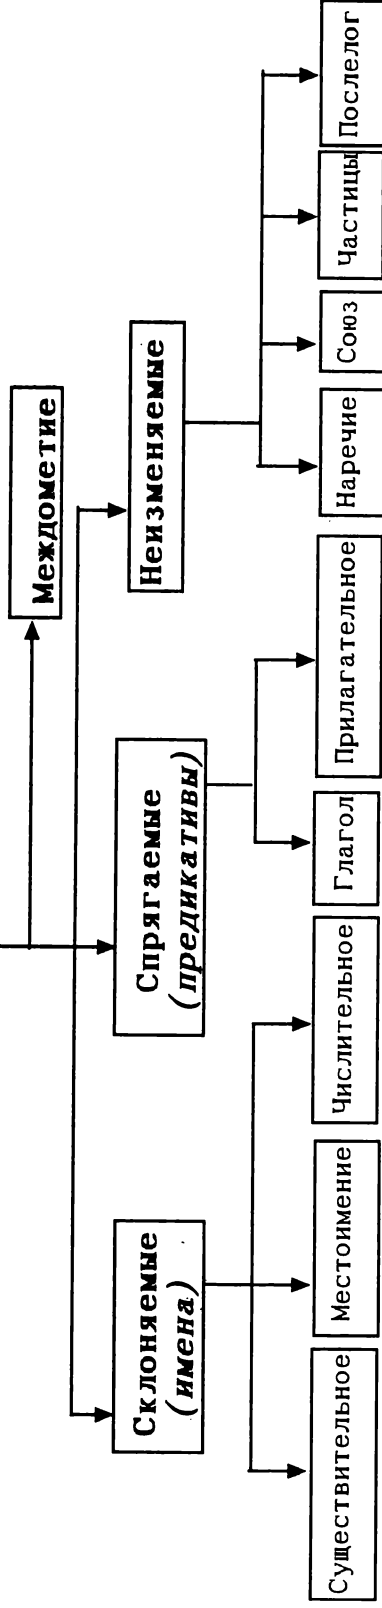 Междометие
Склоняемые
(имена)
Спрягаемые
(предикативы)
Неизменяемые
Существительное
Местоимение
Числительное
Глагол
Прилагательное
Наречие
Союз
Частицы
Послелог